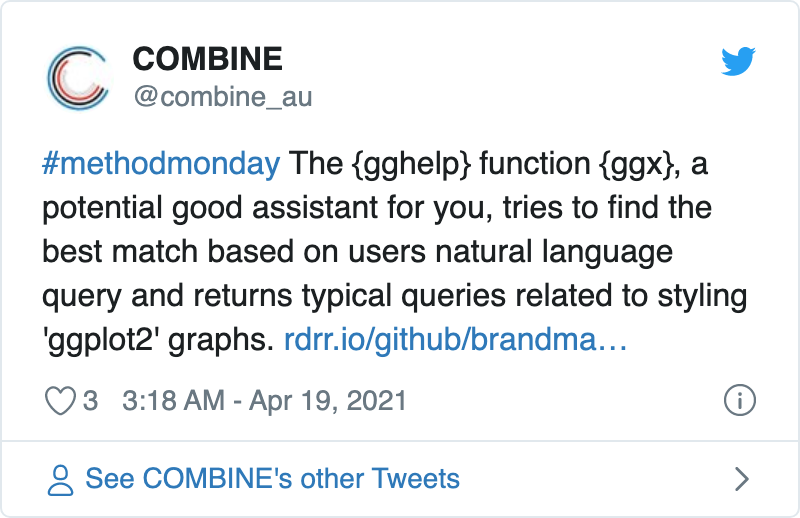 COMBINE
@combine_au
#methodmonday The {gghelp} function {ggx}, a
potential good assistant for you, tries to find the
best match based on users natural language
query and returns typical queries related to styling
'ggplot2' graphs. rdrr.io/github/brandma…
3 3:18 AM - Apr 19, 2021
See COMBINE's other Tweets